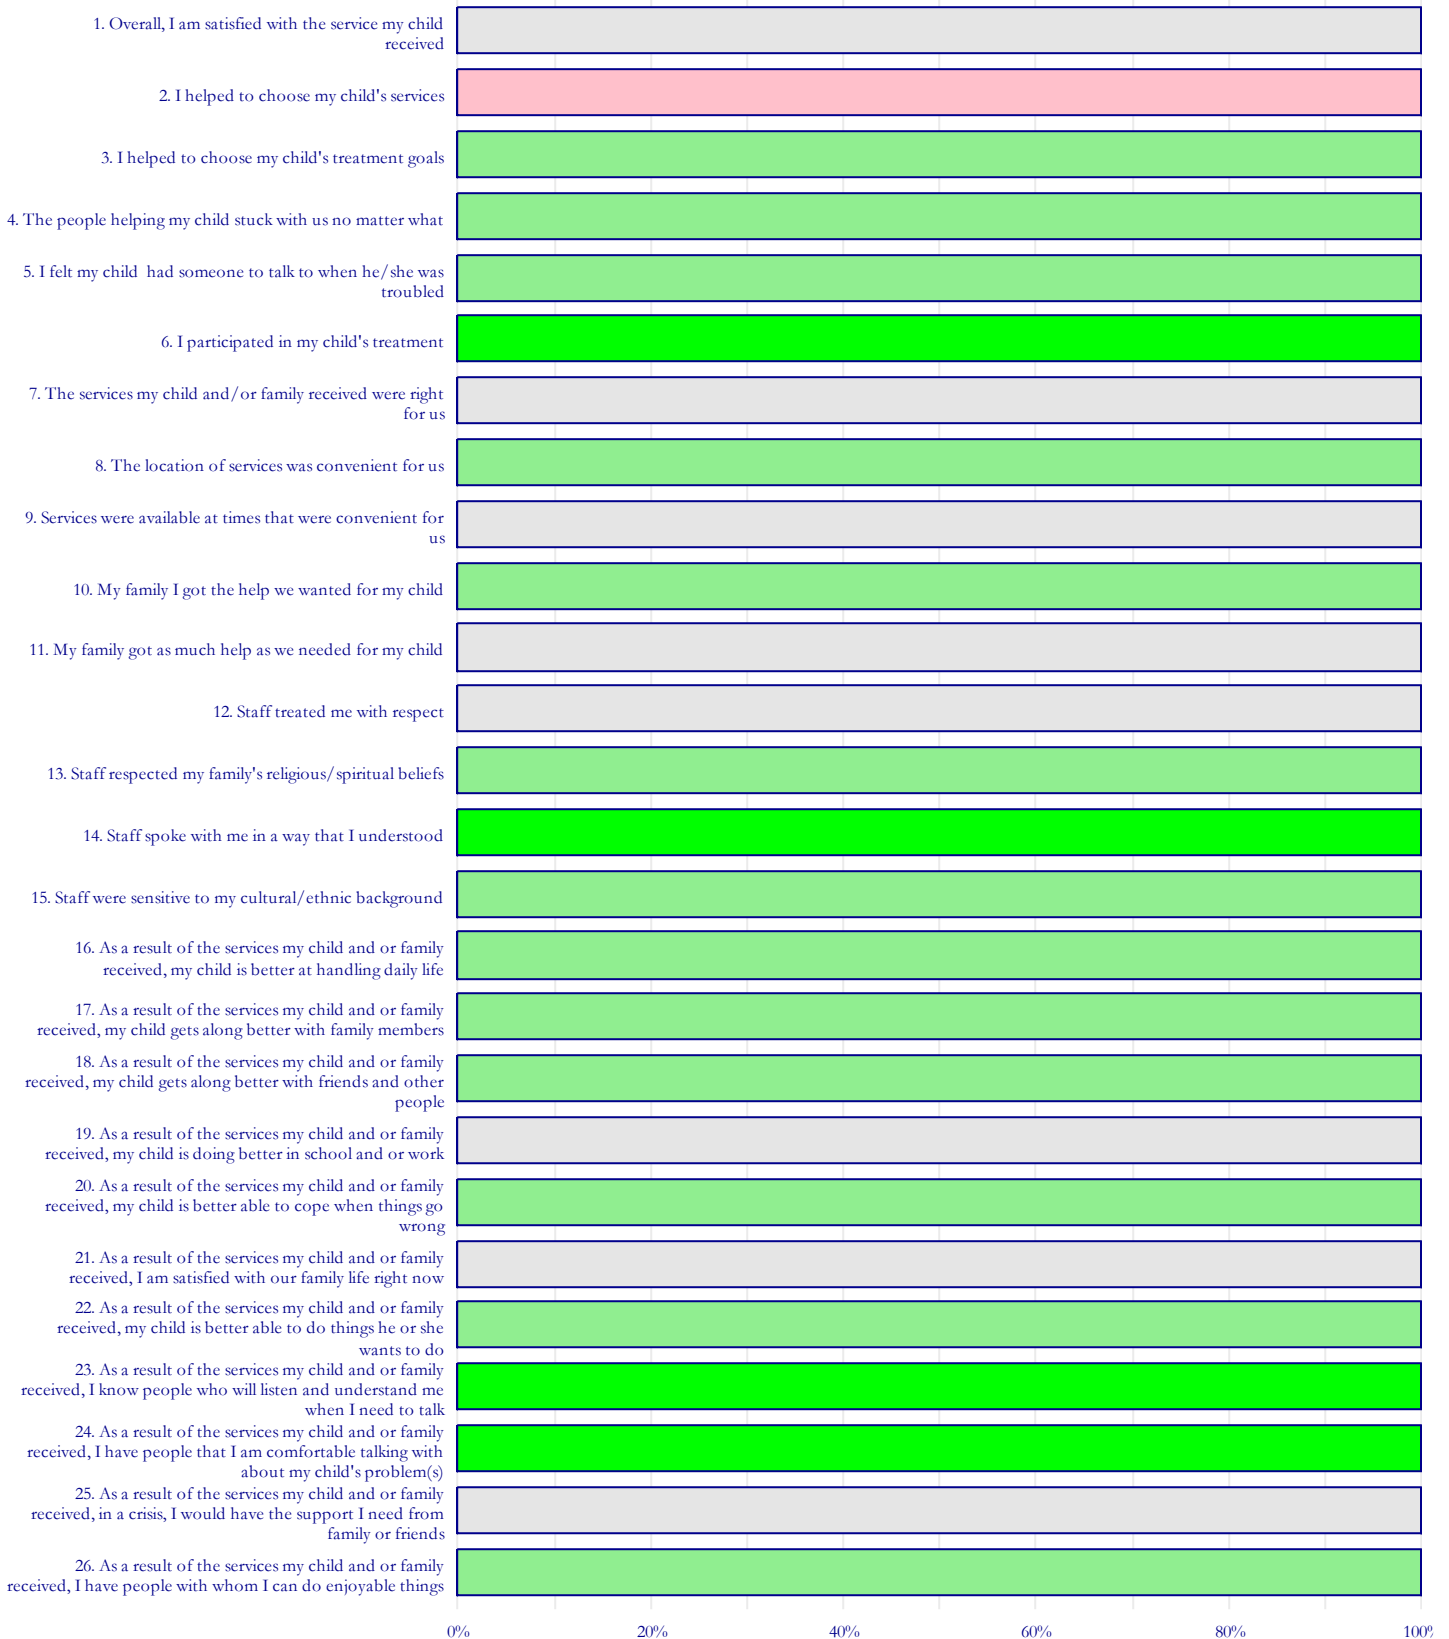 1. Overall, I am satisfied with the service my child
received
2. I helped to choose my child's services
3. I helped to choose my child's treatment goals
4. The people helping my child stuck with us no matter what
5. I felt my child  had someone to talk to when he/she was
troubled
6. I participated in my child's treatment
7. The services my child and/or family received were right
for us
8. The location of services was convenient for us
9. Services were available at times that were convenient for
us
10. My family I got the help we wanted for my child
11. My family got as much help as we needed for my child
12. Staff treated me with respect
13. Staff respected my family's religious/spiritual beliefs
14. Staff spoke with me in a way that I understood
15. Staff were sensitive to my cultural/ethnic background
16. As a result of the services my child and or family
received, my child is better at handling daily life
17. As a result of the services my child and or family
received, my child gets along better with family members
18. As a result of the services my child and or family
received, my child gets along better with friends and other
people
19. As a result of the services my child and or family
received, my child is doing better in school and or work
20. As a result of the services my child and or family
received, my child is better able to cope when things go
wrong
21. As a result of the services my child and or family
received, I am satisfied with our family life right now
22. As a result of the services my child and or family
received, my child is better able to do things he or she
wants to do
23. As a result of the services my child and or family
received, I know people who will listen and understand me
when I need to talk
24. As a result of the services my child and or family
received, I have people that I am comfortable talking with
about my child's problem(s)
25. As a result of the services my child and or family
received, in a crisis, I would have the support I need from
family or friends
26. As a result of the services my child and or family
received, I have people with whom I can do enjoyable things
0% 20% 40% 60% 80% 100%